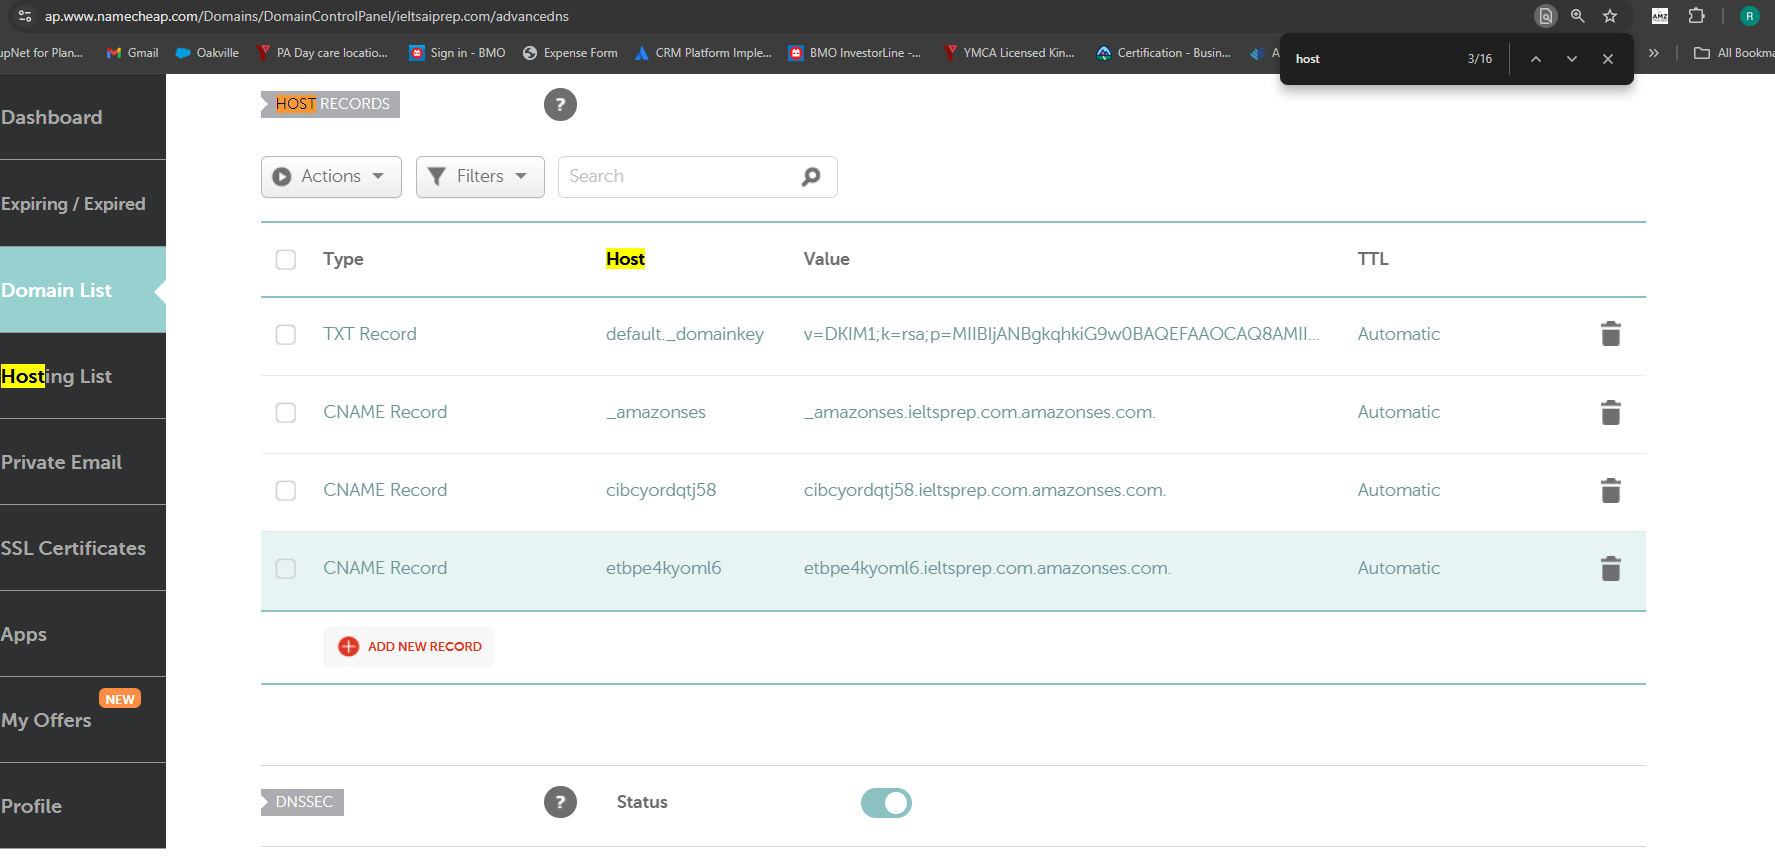 ap.www.namecheap.com/Domains/DomainControlPanel/ieltsaiprep.com/advancedns
upNet for Plan... Gmail Oakville PA Day care locatio... Sign in - BMO Expense Form CRM Platform Imple... BMO InvestorLine -... YMCA Licensed Kin... Certification - Busin... A All Bookma
host 3/16
Dashboard
Expiring / Expired
Domain List
Hosting List
Private Email
SSL Certificates
Apps
NEW
My Offers
Profile
HOST RECORDS ?
Actions Filters Search
Type Host Value TTL
TXT Record default._domainkey v=DKIM1;k=rsa;p=MIIBIjANBgkqhkiG9w0BAQEFAAOCAQ8AMII... Automatic
CNAME Record _amazonses _amazonses.ieltsprep.com.amazonses.com. Automatic
CNAME Record cibcyordqtj58 cibcyordqtj58.ieltsprep.com.amazonses.com. Automatic
CNAME Record etbpe4kyoml6 etbpe4kyoml6.ieltsprep.com.amazonses.com. Automatic
ADD NEW RECORD
DNSSEC ? Status